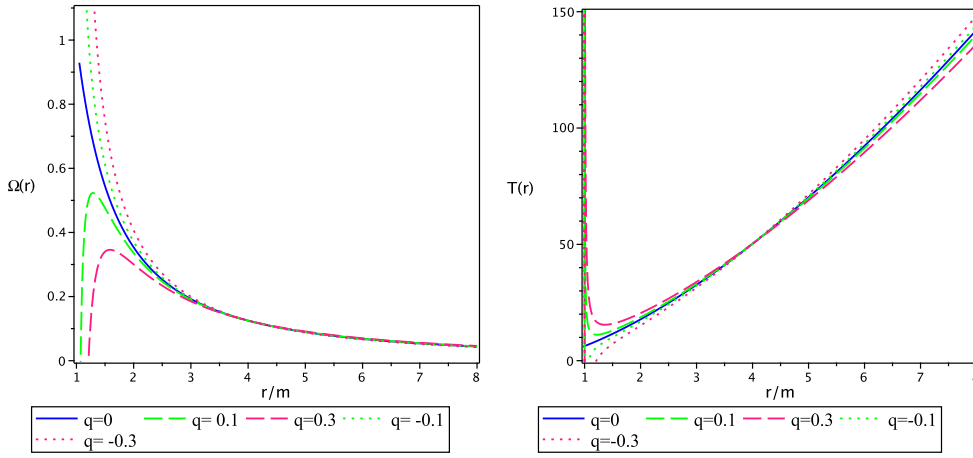 1
0.8
Ω(r)
0.6
0.4
0.2
0
1 2 3 4 5 6 7 8
r/m
q=0 q= 0.1 q=0.3 q= -0.1
q= -0.3
150
100
T(r)
50
0
1 2 3 4 5 6 7
r/m
q=0 q=0.1 q=0.3 q=-0.1
q=-0.3